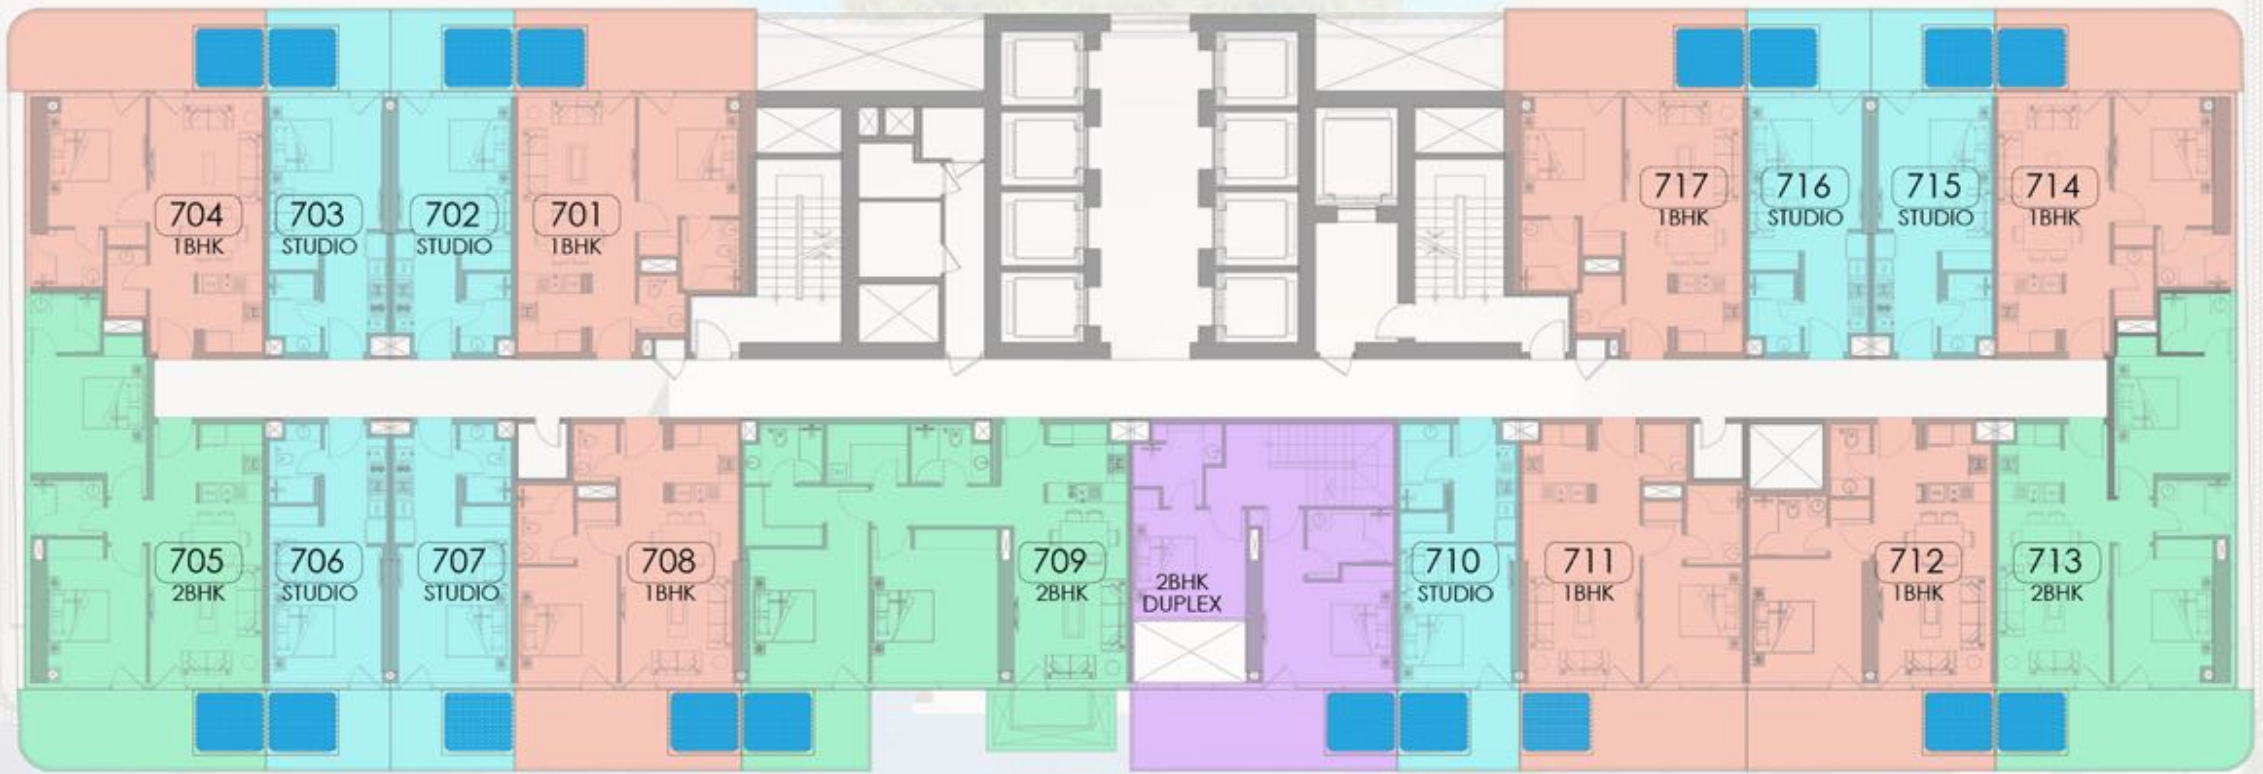 704
1BHK
703
STUDIO
702
STUDIO
701
1BHK
717
1BHK
716
STUDIO
715
STUDIO
714
1BHK
705
2BHK
706
STUDIO
707
STUDIO
708
1BHK
709
2BHK
2BHK
DUPLEX
710
STUDIO
711
1BHK
712
1BHK
713
2BHK